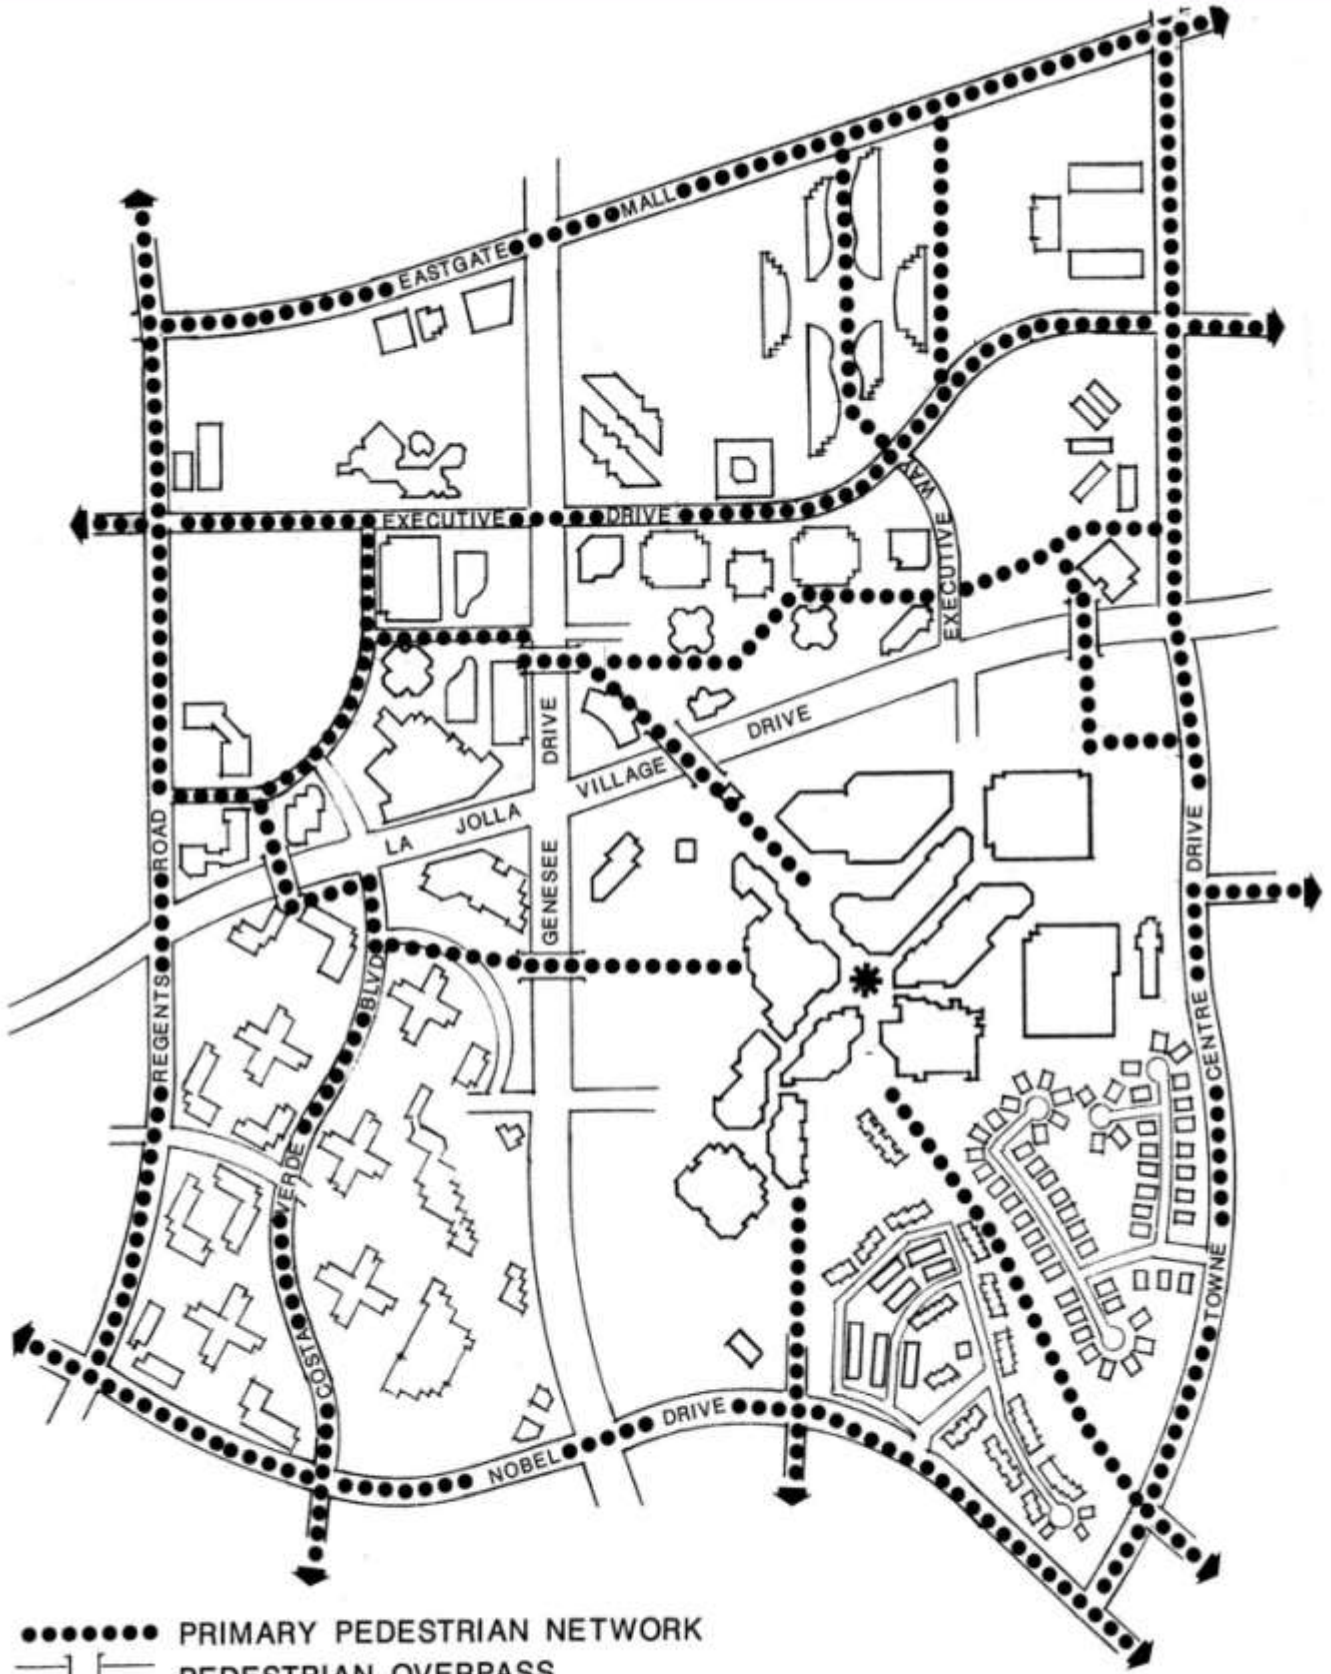 EASTGATE MALL
EXECUTIVE DRIVE
EXECUTIVE WAY
GENESEE DRIVE
LA JOLLA VILLAGE DRIVE
REGENTS ROAD
COSTA VERDE BLVD
TOWNE CENTRE DRIVE
NOBEL DRIVE
PRIMARY PEDESTRIAN NETWORK
PEDESTRIAN OVERPASS